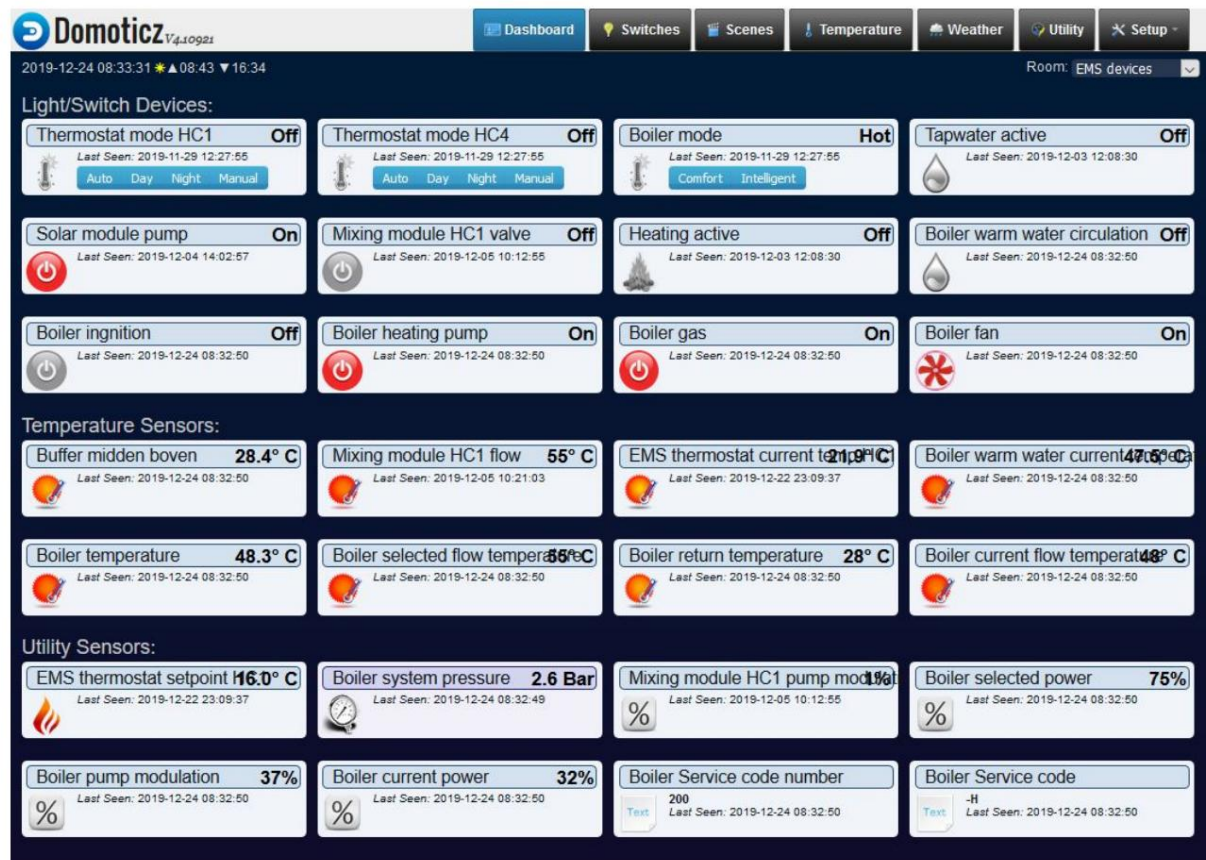 Domoticz V4.10921
Dashboard Switches Scenes Temperature Weather Utility Setup
2019-12-24 08:33:31 ☀▲08:43 ▼16:34 Room: EMS devices
Light/Switch Devices:
Thermostat mode HC1 Off
Last Seen: 2019-11-29 12:27:55
Auto Day Night Manual
Thermostat mode HC4 Off
Last Seen: 2019-11-29 12:27:55
Auto Day Night Manual
Boiler mode Hot
Last Seen: 2019-11-29 12:27:55
Comfort Intelligent
Tapwater active Off
Last Seen: 2019-12-03 12:08:30
Solar module pump On
Last Seen: 2019-12-04 14:02:57
Mixing module HC1 valve Off
Last Seen: 2019-12-05 10:12:55
Heating active Off
Last Seen: 2019-12-03 12:08:30
Boiler warm water circulation Off
Last Seen: 2019-12-24 08:32:50
Boiler ingnition Off
Last Seen: 2019-12-24 08:32:50
Boiler heating pump On
Last Seen: 2019-12-24 08:32:50
Boiler gas On
Last Seen: 2019-12-24 08:32:50
Boiler fan On
Last Seen: 2019-12-24 08:32:50
Temperature Sensors:
Buffer midden boven 28.4° C
Last Seen: 2019-12-24 08:32:50
Mixing module HC1 flow 55° C
Last Seen: 2019-12-05 10:21:03
EMS thermostat current 21.9° C
Last Seen: 2019-12-22 23:09:37
Boiler warm water current 47.5° C
Last Seen: 2019-12-24 08:32:50
Boiler temperature 48.3° C
Last Seen: 2019-12-24 08:32:50
Boiler selected flow temperature 55° C
Last Seen: 2019-12-24 08:32:50
Boiler return temperature 28° C
Last Seen: 2019-12-24 08:32:50
Boiler current flow temperature 48° C
Last Seen: 2019-12-24 08:32:50
Utility Sensors:
EMS thermostat setpoint 16.0° C
Last Seen: 2019-12-22 23:09:37
Boiler system pressure 2.6 Bar
Last Seen: 2019-12-24 08:32:49
Mixing module HC1 pump 1%
Last Seen: 2019-12-05 10:12:55
Boiler selected power 75%
Last Seen: 2019-12-24 08:32:50
Boiler pump modulation 37%
Last Seen: 2019-12-24 08:32:50
Boiler current power 32%
Last Seen: 2019-12-24 08:32:50
Boiler Service code number
Text
200
Last Seen: 2019-12-24 08:32:50
Boiler Service code
Text
-H
Last Seen: 2019-12-24 08:32:50